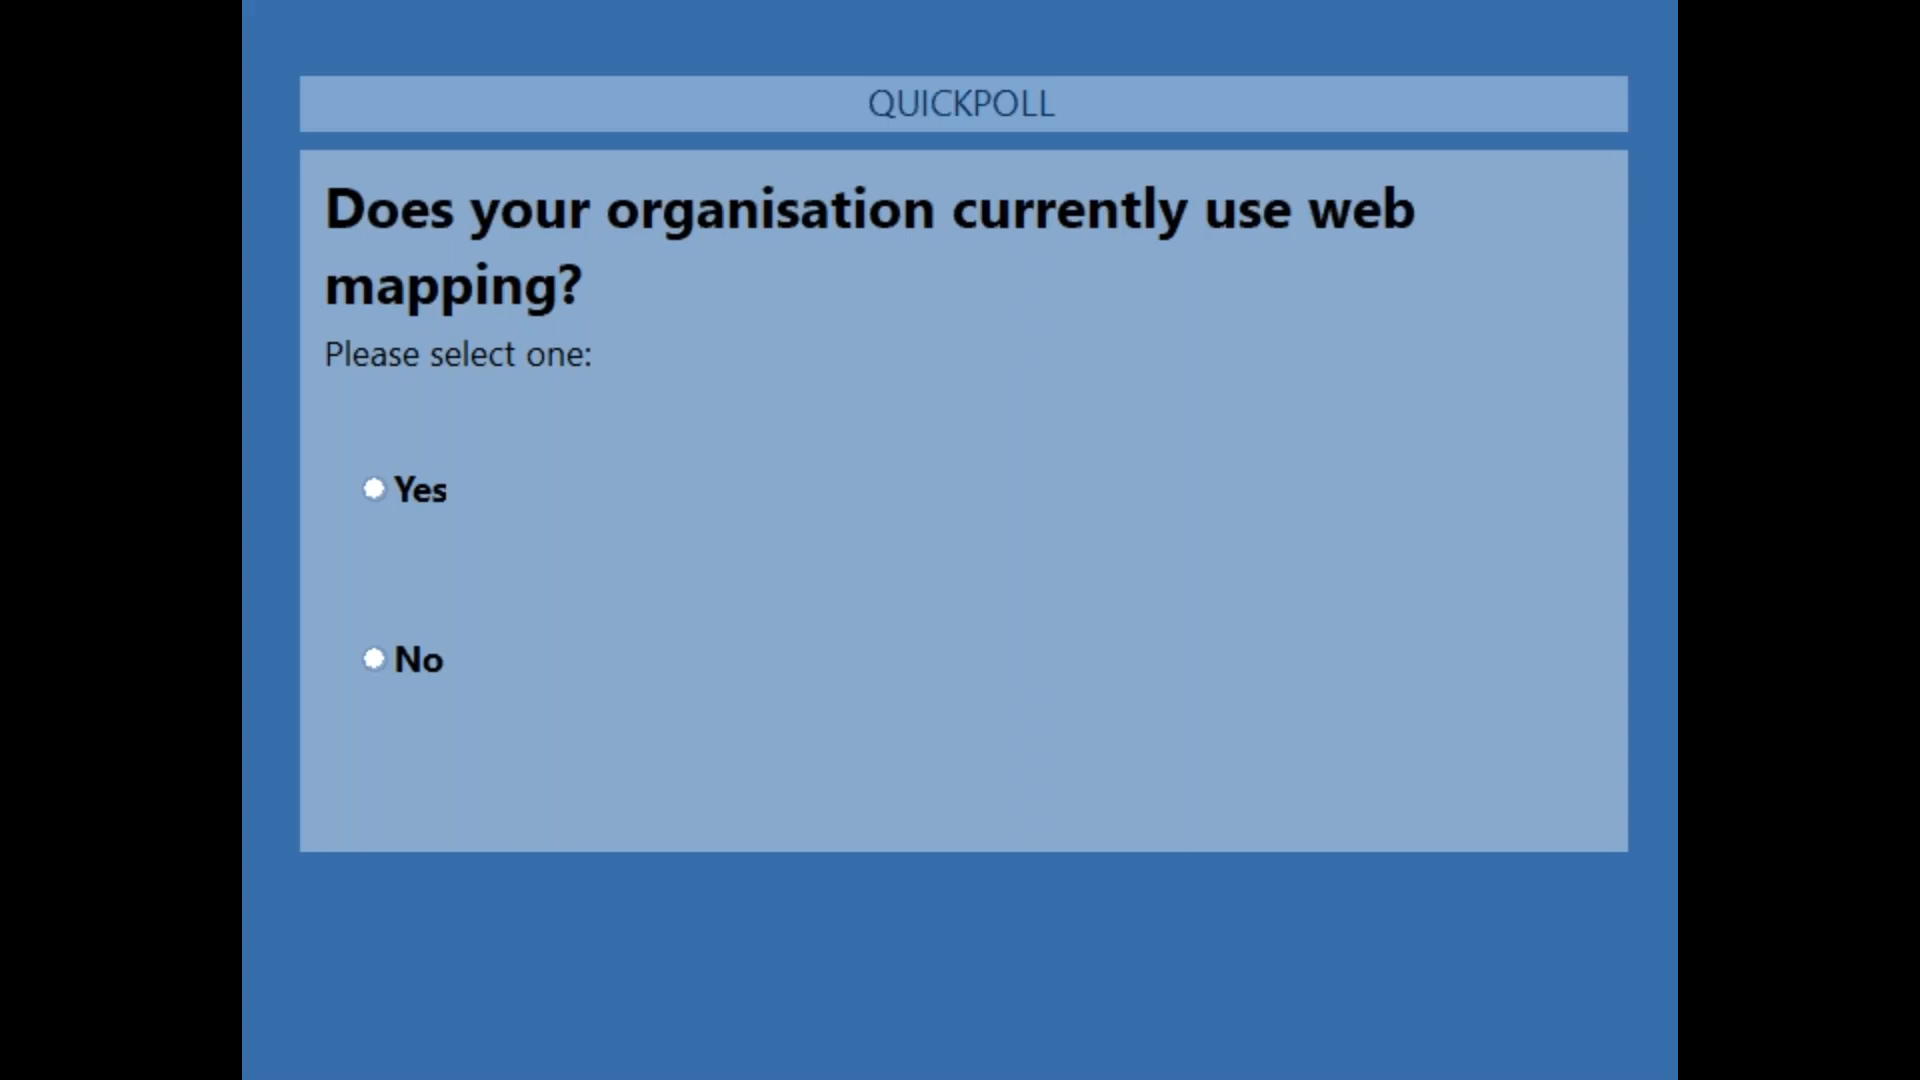 QUICKPOLL
Does your organisation currently use web
mapping?
Please select one:
Yes
No